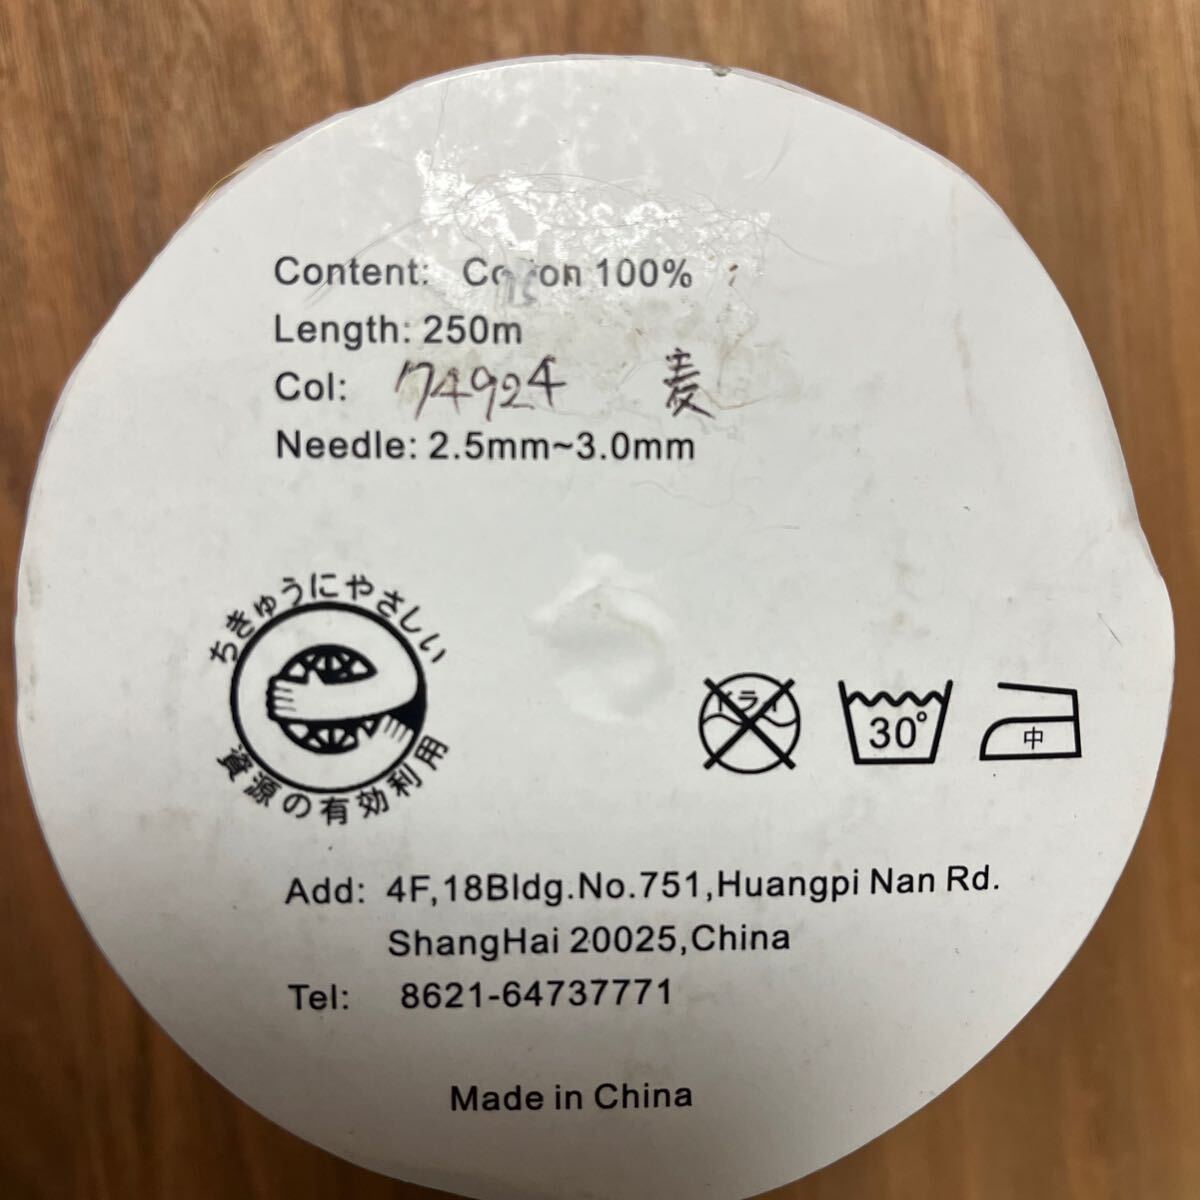 Content: Cotton 100%
Length: 250m
Col: 74924 麦
Needle: 2.5mm~3.0mm
ちきゅうにやさしい
資源の有効利用
ドライ
30°
中
Add: 4F,18Bldg.No.751,Huangpi Nan Rd.
ShangHai 20025,China
Tel: 8621-64737771
Made in China